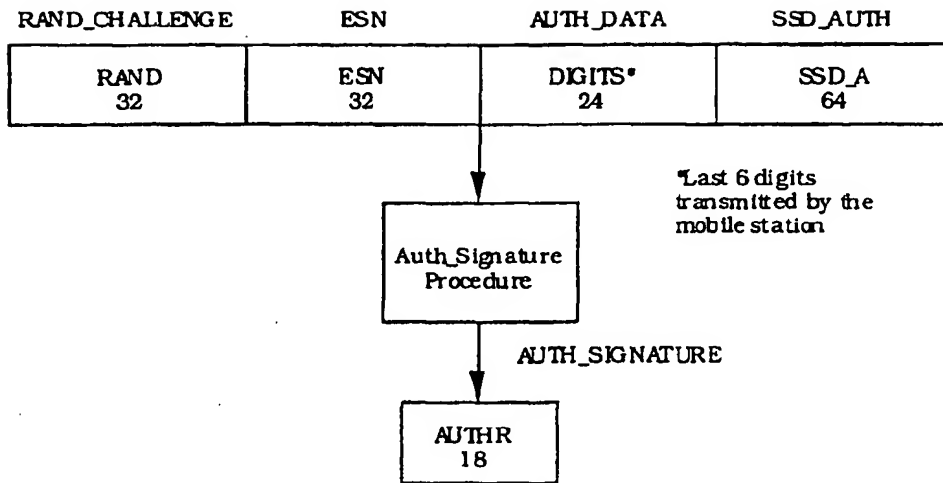 RAND_CHALLENGE ESN AUTH_DATA SSD_AUTH
RAND ESN DIGITS* SSD_A
32 32 24 64
*Last 6 digits
transmitted by the
mobile station
Auth_Signature
Procedure
AUTH_SIGNATURE
AUTHR
18